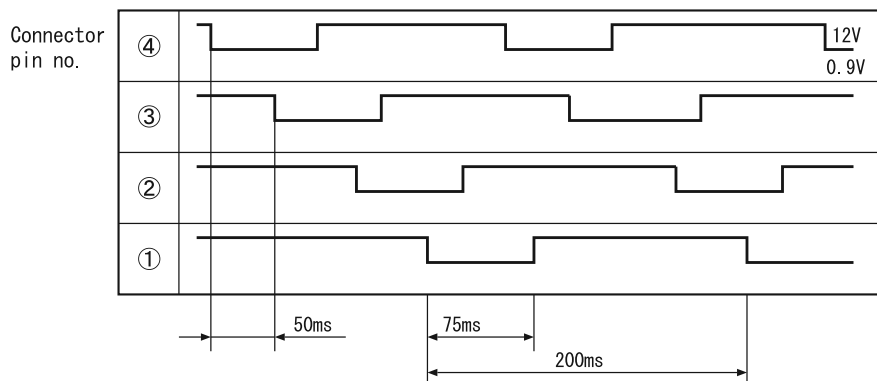 Connector
pin no.
④
12V
0.9V
③
②
①
50ms
75ms
200ms